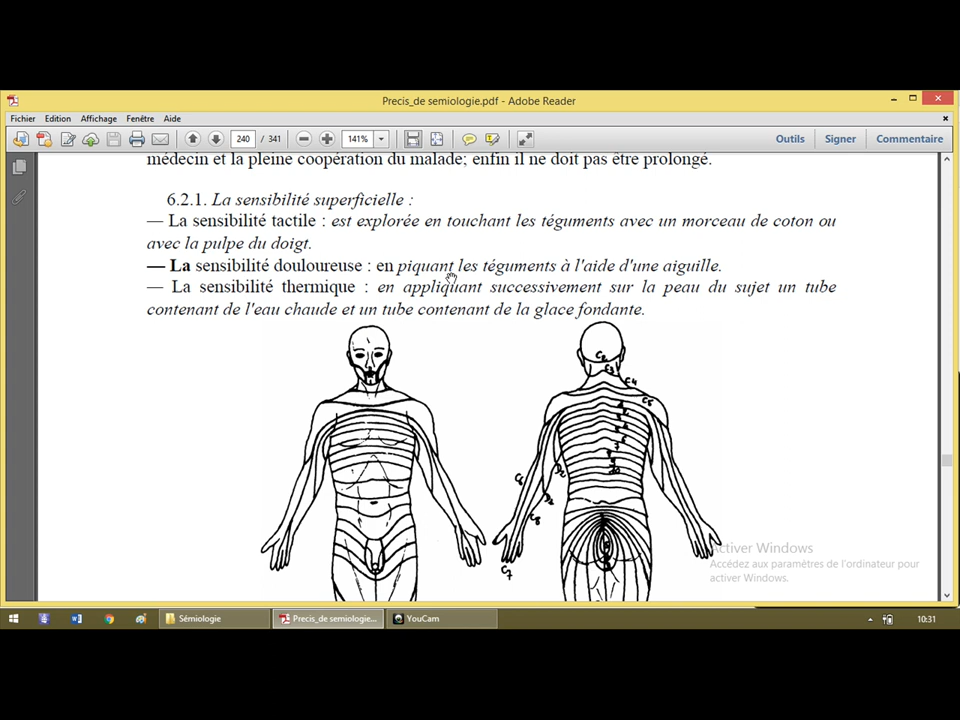 Precis_de semiologie.pdf - Adobe Reader
Fichier Edition Affichage Fenêtre Aide
240 / 341 141% Outils Signer Commentaire
médecin et la pleine coopération du malade; enfin il ne doit pas être prolongé.
6.2.1. La sensibilité superficielle :
— La sensibilité tactile : est explorée en touchant les téguments avec un morceau de coton ou
avec la pulpe du doigt.
— La sensibilité douloureuse : en piquant les téguments à l'aide d'une aiguille.
— La sensibilité thermique : en appliquant successivement sur la peau du sujet un tube
contenant de l'eau chaude et un tube contenant de la glace fondante.
C2
C3
C4
C5
C6
D2
C8
C7
Activer Windows
Accédez aux paramètres de l'ordinateur pour
activer Windows.
Sémiologie Precis_de semiologie... YouCam 10:31